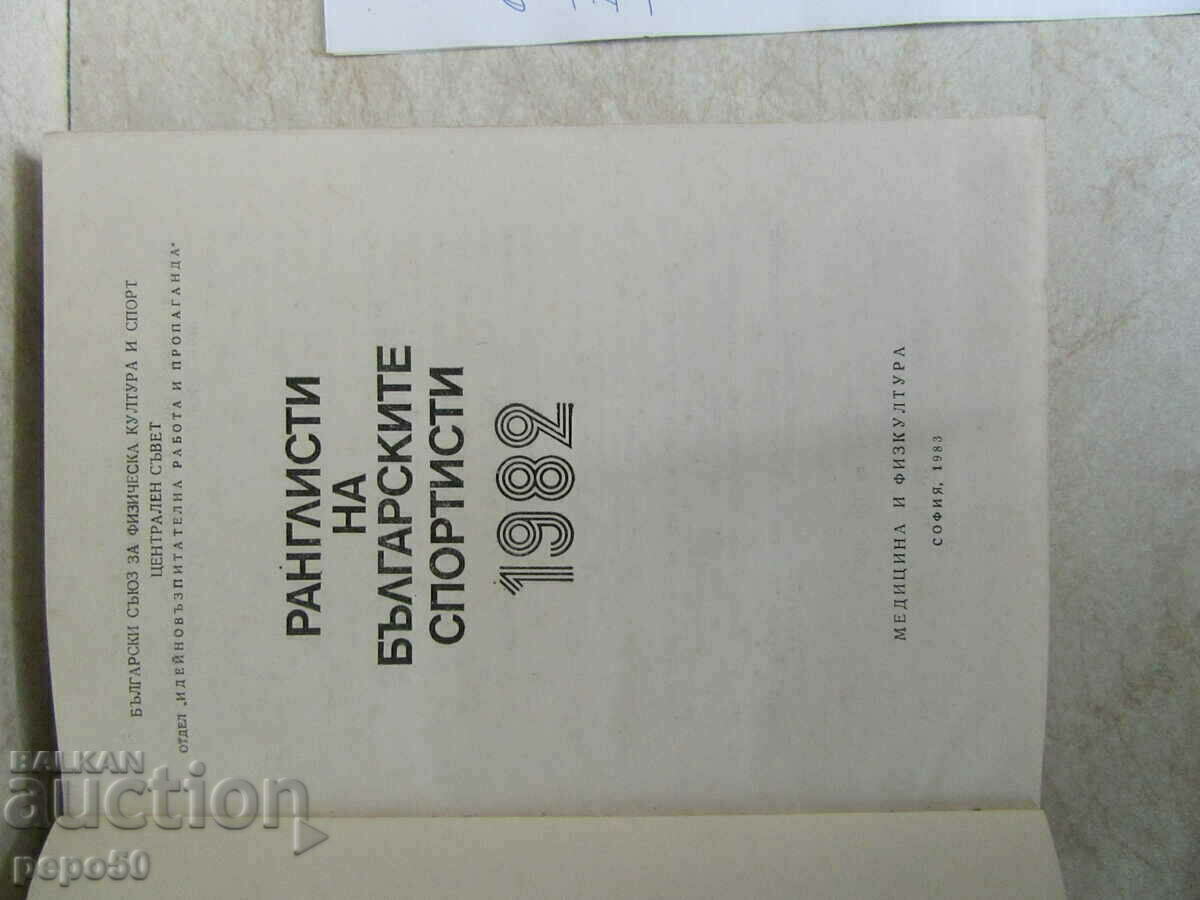 БЪЛГАРСКИ СЪЮЗ ЗА ФИЗИЧЕСКА КУЛТУРА И СПОРТ
ЦЕНТРАЛЕН СЪВЕТ
ОТДЕЛ „ИДЕЙНОВЪЗПИТАТЕЛНА РАБОТА И ПРОПАГАНДА“
РАНГЛИСТИ
НА
БЪЛГАРСКИТЕ
СПОРТИСТИ
1982
МЕДИЦИНА И ФИЗКУЛТУРА
СОФИЯ, 1983
BALKAN
auction
pepo50